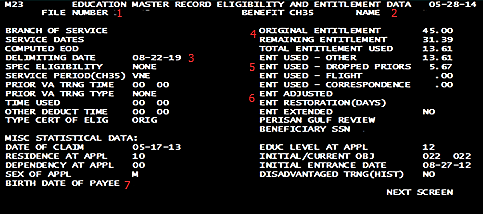 M23 EDUCATION MASTER RECORD ELIGIBILITY AND ENTITLEMENT DATA 05-28-14
FILE NUMBER 1 BENEFIT CH35 NAME 2
BRANCH OF SERVICE 4 ORIGINAL ENTITLEMENT 45.00
SERVICE DATES REMAINING ENTITLEMENT 31.39
COMPUTED EOD TOTAL ENTITLEMENT USED 13.61
DELIMITING DATE 08-22-19 3 ENT USED - OTHER 13.61
SPEC ELIGIBILITY NONE 5 ENT USED - DROPPED PRIORS 5.67
SERVICE PERIOD(CH35) VNE ENT USED - FLIGHT .00
PRIOR VA TRNG TIME 00 00 ENT USED - CORRESPONDENCE .00
PRIOR VA TRNG TYPE NONE ENT ADJUSTED
TIME USED 00 00 6 ENT RESTORATION(DAYS)
OTHER DEDUCT TIME 00 00 ENT EXTENDED NO
TYPE CERT OF ELIG ORIG PERISAN GULF REVIEW
BENEFICIARY SSN
MISC STATISTICAL DATA:
DATE OF CLAIM 05-17-13 EDUC LEVEL AT APPL 12
RESIDENCE AT APPL 10 INITIAL/CURRENT OBJ 022 022
DEPENDENCY AT APPL 00 INITIAL ENTRANCE DATE 08-27-12
SEX OF APPL M DISADVANTAGED TRNG(HIST) NO
BIRTH DATE OF PAYEE 7
NEXT SCREEN